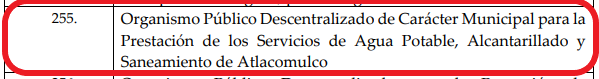 255. Organismo Público Descentralizado de Carácter Municipal para la
Prestación de los Servicios de Agua Potable, Alcantarillado y
Saneamiento de Atlacomulco